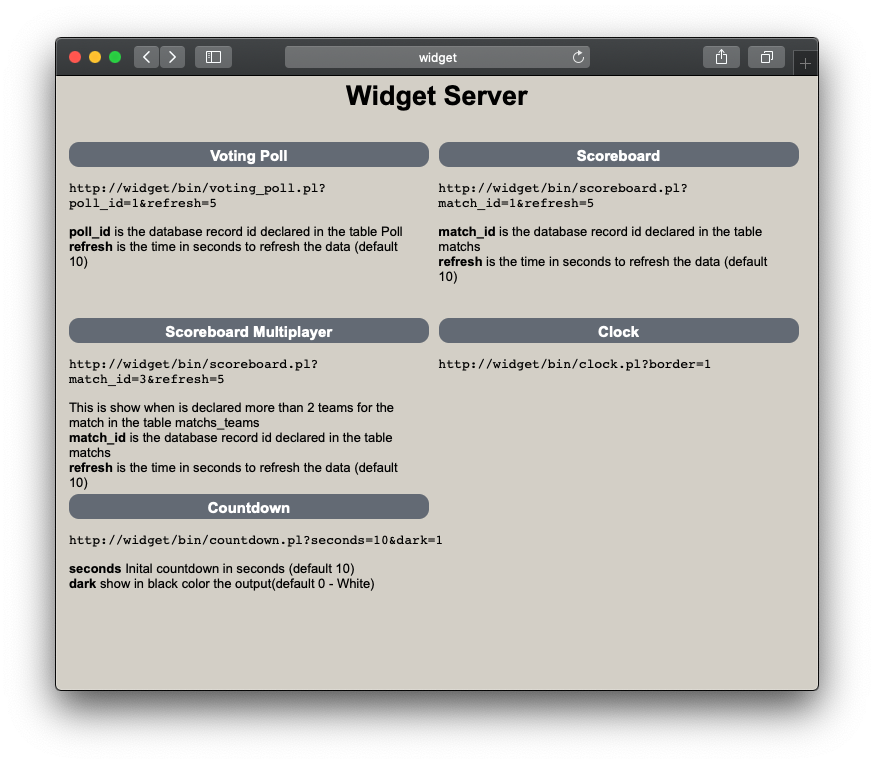 widget
Widget Server
Voting Poll
http://widget/bin/voting_poll.pl?
poll_id=1&refresh=5
poll_id is the database record id declared in the table Poll
refresh is the time in seconds to refresh the data (default
10)
Scoreboard
http://widget/bin/scoreboard.pl?
match_id=1&refresh=5
match_id is the database record id declared in the table
matchs
refresh is the time in seconds to refresh the data (default
10)
Scoreboard Multiplayer
http://widget/bin/scoreboard.pl?
match_id=3&refresh=5
This is show when is declared more than 2 teams for the
match in the table matchs_teams
match_id is the database record id declared in the table
matchs
refresh is the time in seconds to refresh the data (default
10)
Clock
http://widget/bin/clock.pl?border=1
Countdown
http://widget/bin/countdown.pl?seconds=10&dark=1
seconds Inital countdown in seconds (default 10)
dark show in black color the output(default 0 - White)